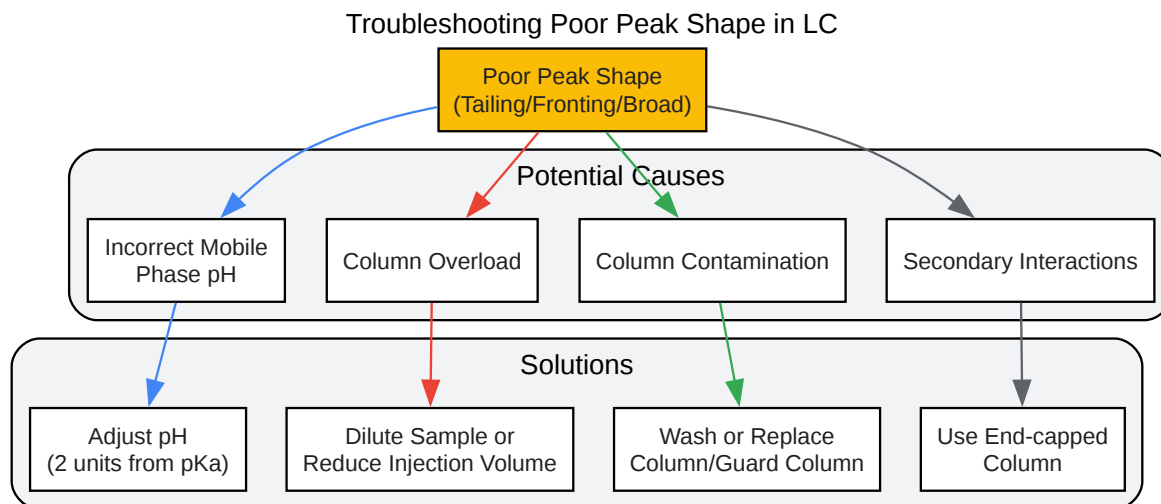 Troubleshooting Poor Peak Shape in LC
Poor Peak Shape
(Tailing/Fronting/Broad)
Potential Causes
Incorrect Mobile
Phase pH
Column Overload
Column Contamination
Secondary Interactions
Solutions
Adjust pH
(2 units from pKa)
Dilute Sample or
Reduce Injection Volume
Wash or Replace
Column/Guard Column
Use End-capped
Column